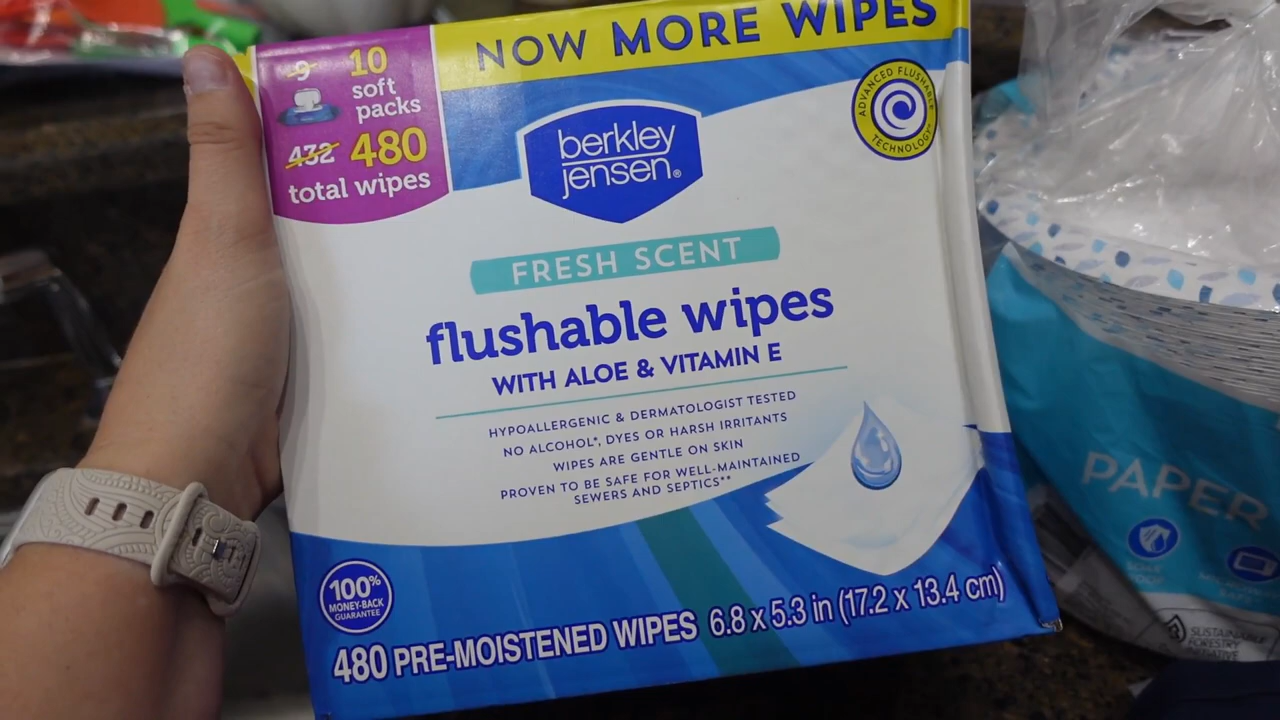 NOW MORE WIPES
9 10
soft
packs
432 480
total wipes
berkley
jensen®
ADVANCED FLUSHABLE TECHNOLOGY
FRESH SCENT
flushable wipes
WITH ALOE & VITAMIN E
HYPOALLERGENIC & DERMATOLOGIST TESTED
NO ALCOHOL*, DYES OR HARSH IRRITANTS
WIPES ARE GENTLE ON SKIN
PROVEN TO BE SAFE FOR WELL-MAINTAINED
SEWERS AND SEPTICS**
100%
MONEY-BACK
GUARANTEE
480 PRE-MOISTENED WIPES 6.8 x 5.3 in (17.2 x 13.4 cm)
PAPER
SUSTAINABLE
FORESTRY